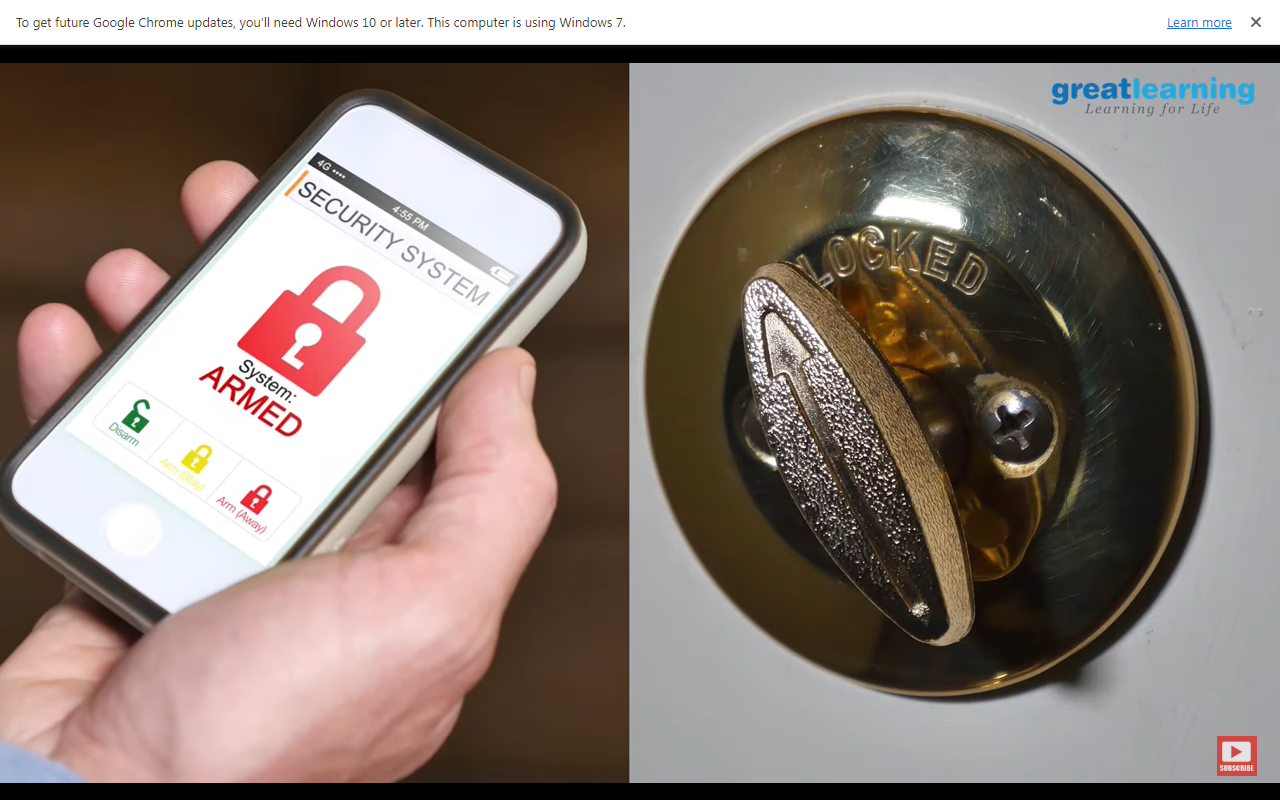 To get future Google Chrome updates, you'll need Windows 10 or later. This computer is using Windows 7.
Learn more
greatlearning
Learning for Life
4G
4:55 PM
SECURITY SYSTEM
System:
ARMED
Disarm
Arm (Stay)
Arm (Away)
LOCKED
SUBSCRIBE